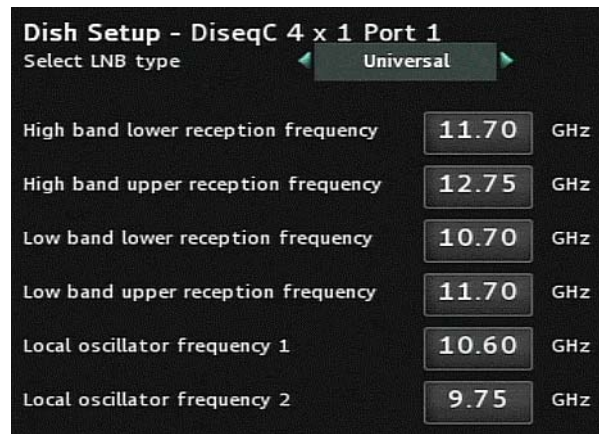 Dish Setup - DiseqC 4 x 1 Port 1
Select LNB type Universal
High band lower reception frequency 11.70 GHz
High band upper reception frequency 12.75 GHz
Low band lower reception frequency 10.70 GHz
Low band upper reception frequency 11.70 GHz
Local oscillator frequency 1 10.60 GHz
Local oscillator frequency 2 9.75 GHz